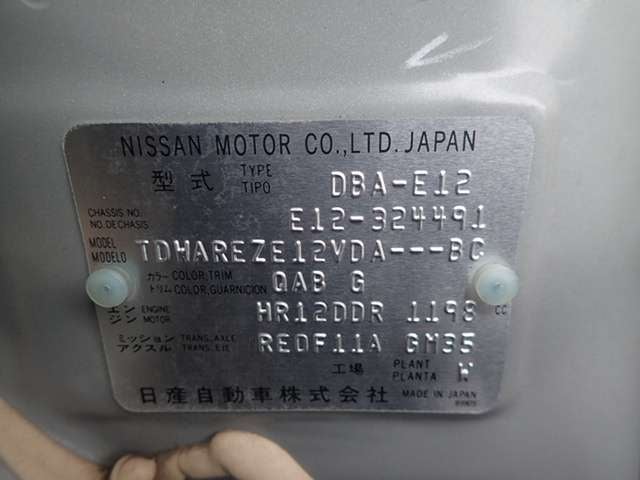 NISSAN MOTOR CO.,LTD. JAPAN
型式 TYPE TIPO DBA-E12
CHASSIS NO. NO. DE CHASIS E12-324491
MODEL MODELO TDHAREZE12VDA---BG
カラー COLOR,TRIM トリム COLOR,GUARNICION QAB G
エンジン ENGINE MOTOR HR12DDR 1198 CC
ミッション アクスル TRANS.,AXLE TRANS.,EJE RE0F11A GM35
工場 PLANT PLANTA W
日産自動車株式会社 MADE IN JAPAN